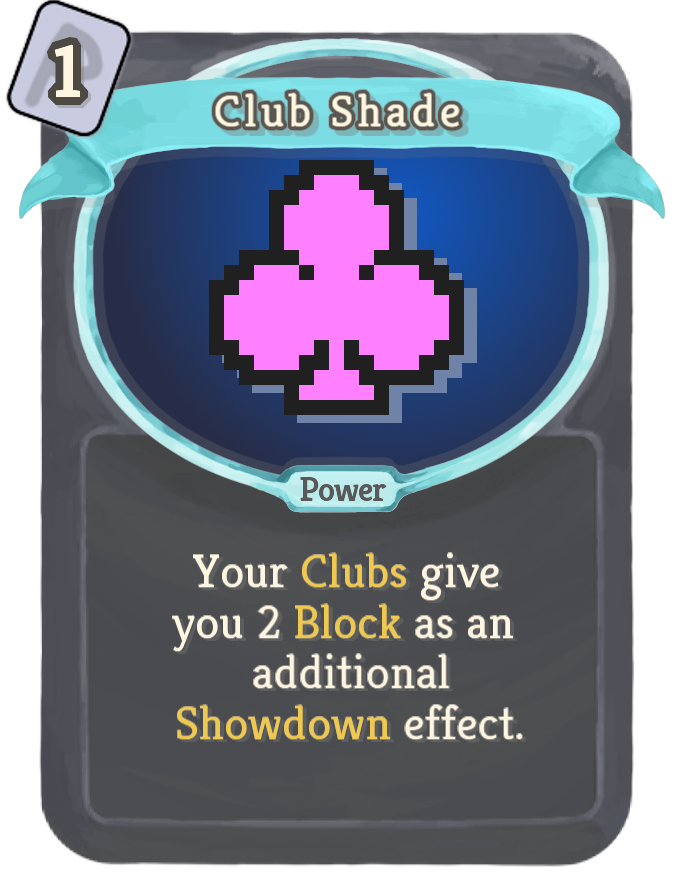 1
Club Shade
Power
Your Clubs give
you 2 Block as an
additional
Showdown effect.